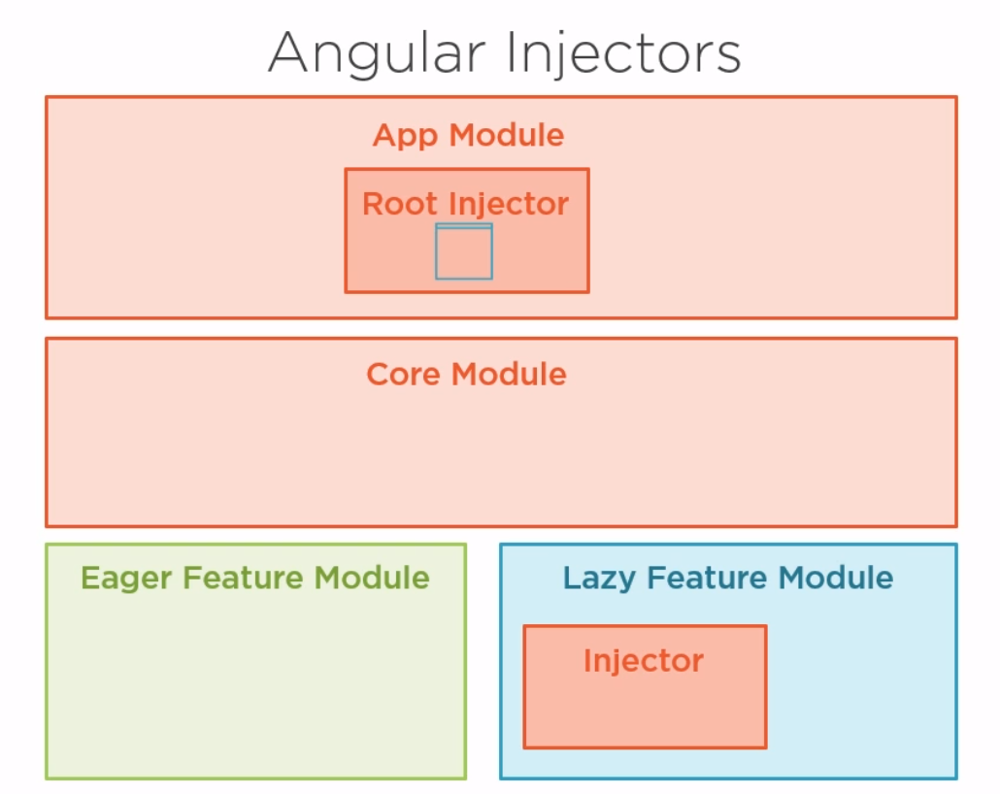 Angular Injectors
App Module
Root Injector
Core Module
Eager Feature Module
Lazy Feature Module
Injector